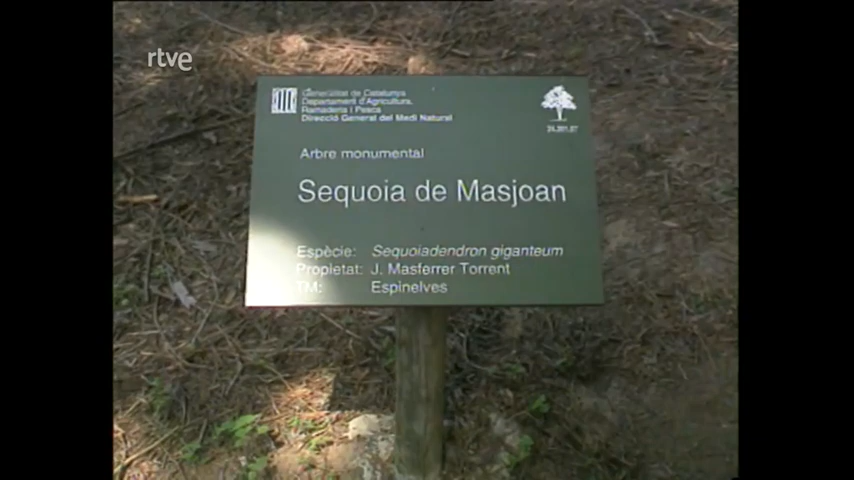 rtve
Generalitat de Catalunya
Departament d'Agricultura,
Ramaderia i Pesca
Direcció General del Medi Natural
24.001.07
Arbre monumental
Sequoia de Masjoan
Espècie: Sequoiadendron giganteum
Propietat: J. Masferrer Torrent
TM: Espinelves